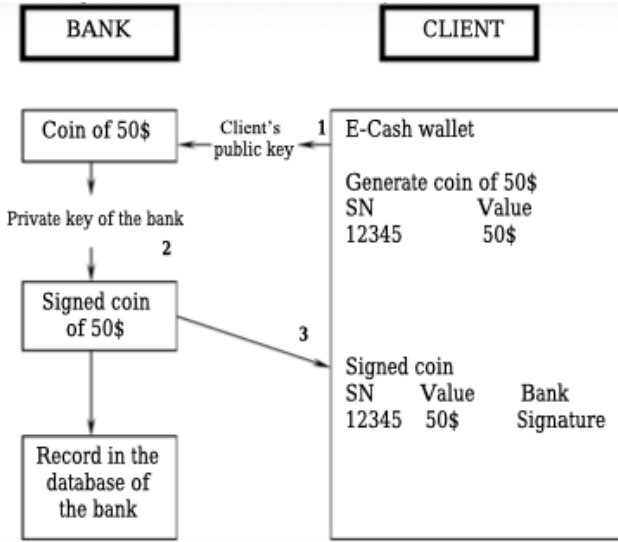 BANK
CLIENT
Coin of 50$
Client's
public key
1
E-Cash wallet
Generate coin of 50$
SN Value
12345 50$
Private key of the bank
2
Signed coin
of 50$
3
Signed coin
SN Value Bank
12345 50$ Signature
Record in the
database of
the bank